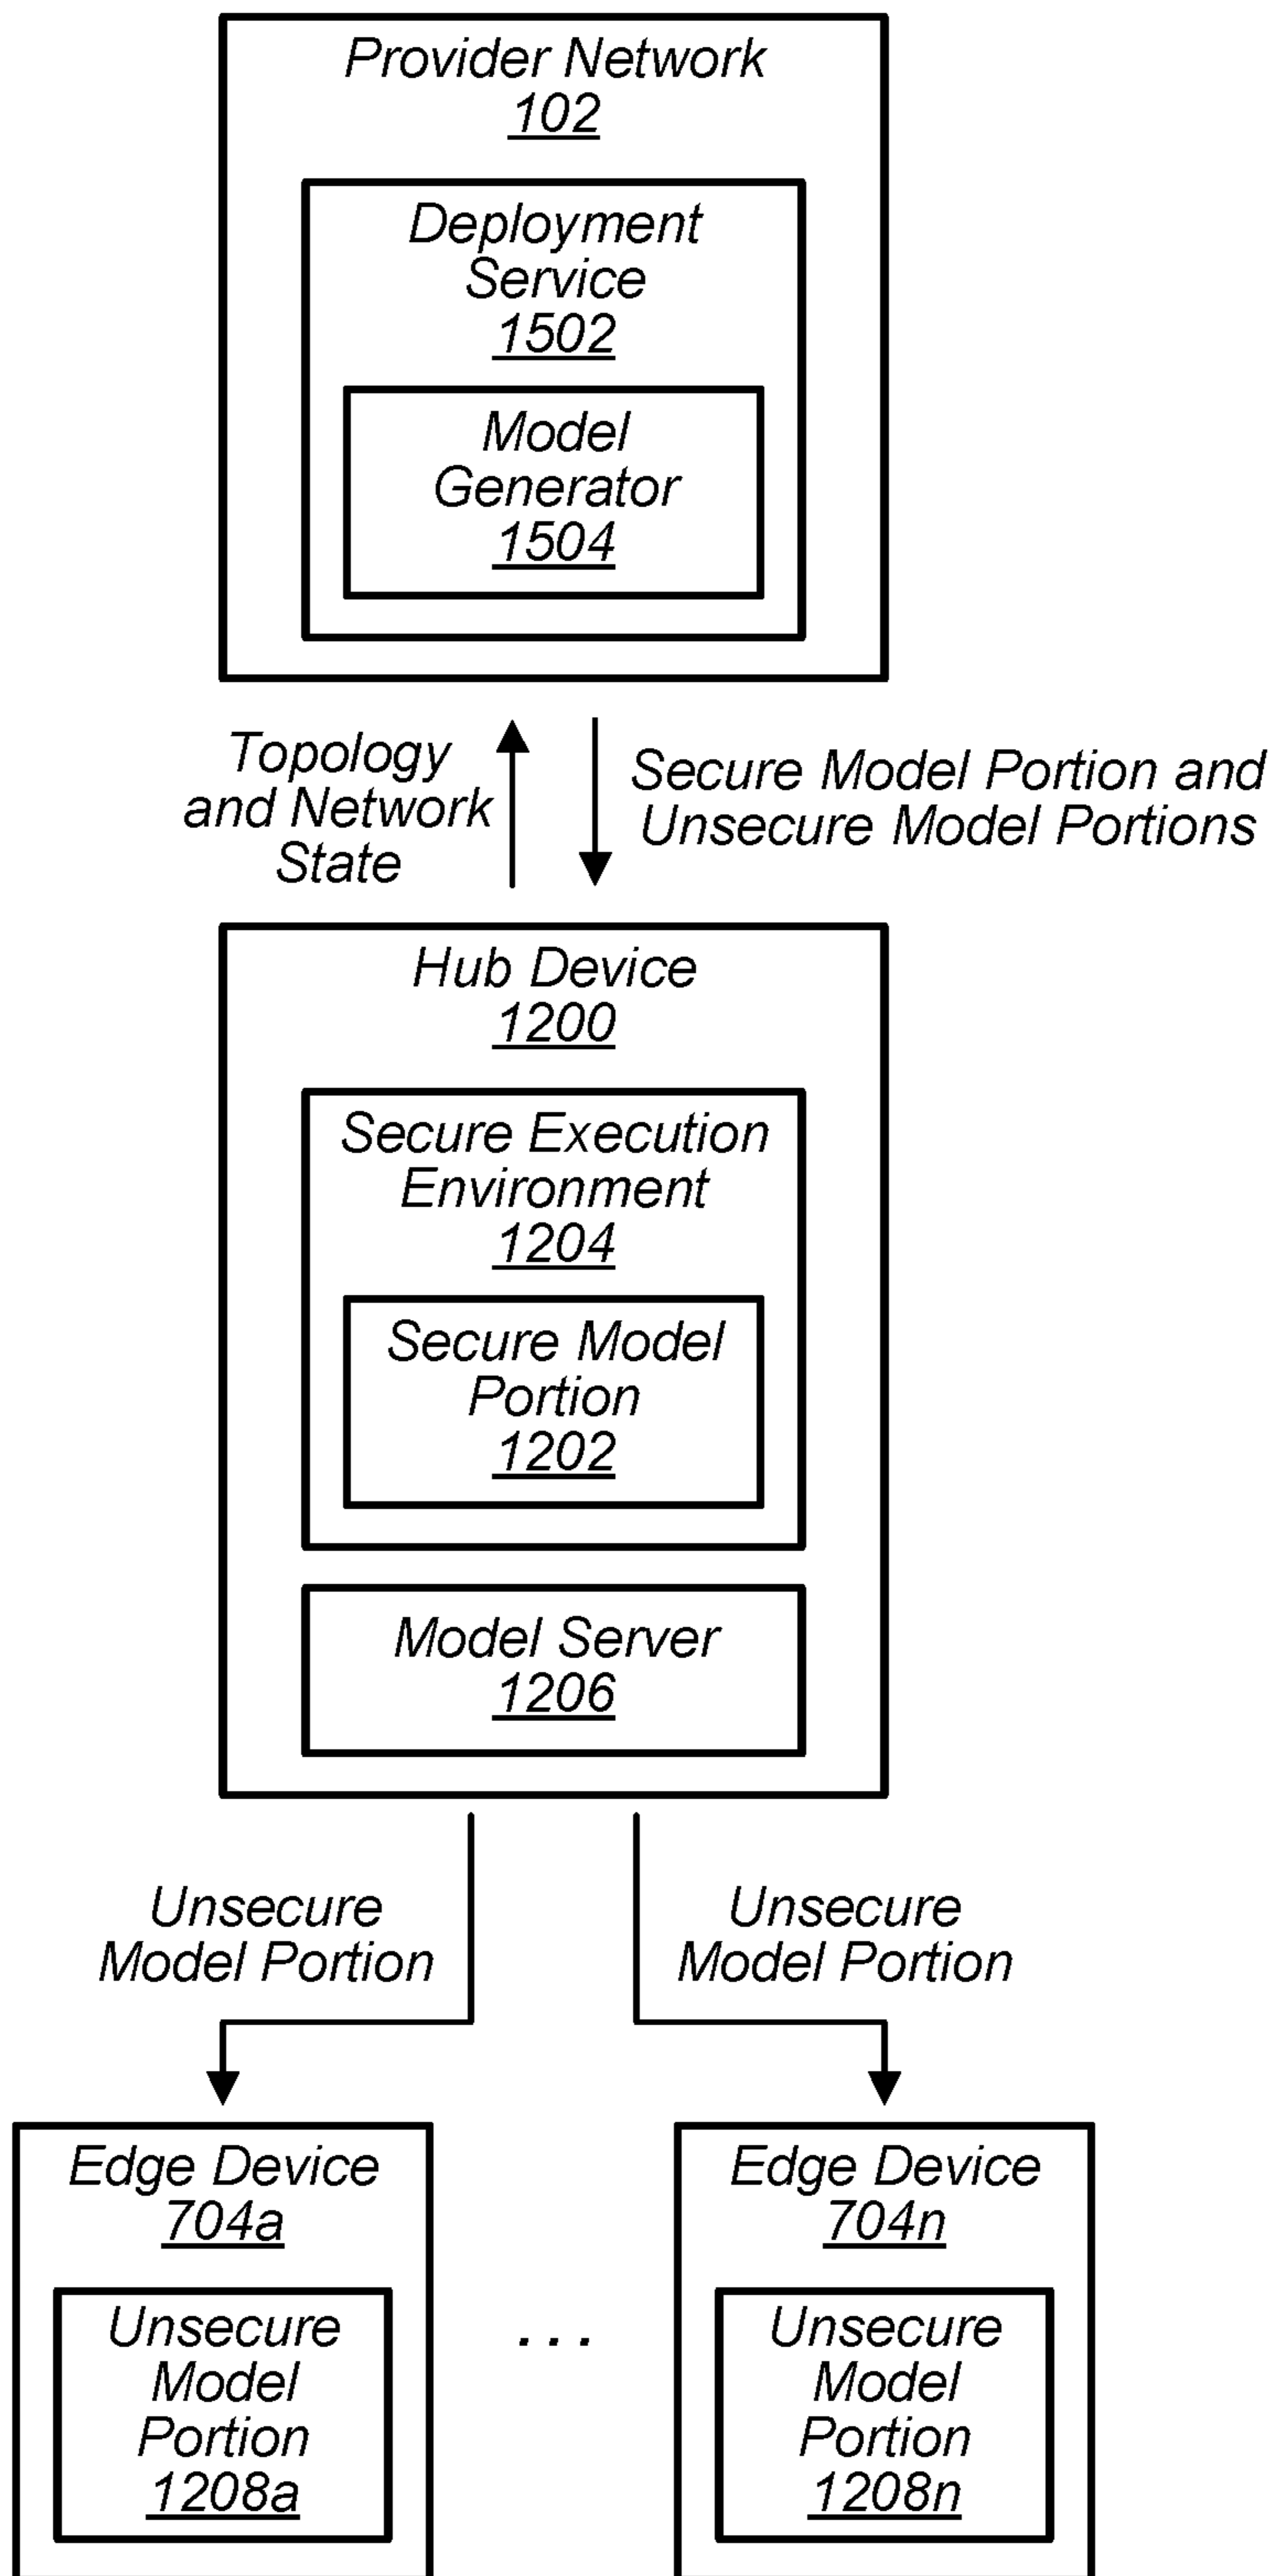 Provider Network
102
Deployment
Service
1502
Model
Generator
1504
Topology
and Network
State
Secure Model Portion and
Unsecure Model Portions
Hub Device
1200
Secure Execution
Environment
1204
Secure Model
Portion
1202
Model Server
1206
Unsecure
Model Portion
Unsecure
Model Portion
Edge Device
704a
Unsecure
Model
Portion
1208a
...
Edge Device
704n
Unsecure
Model
Portion
1208n